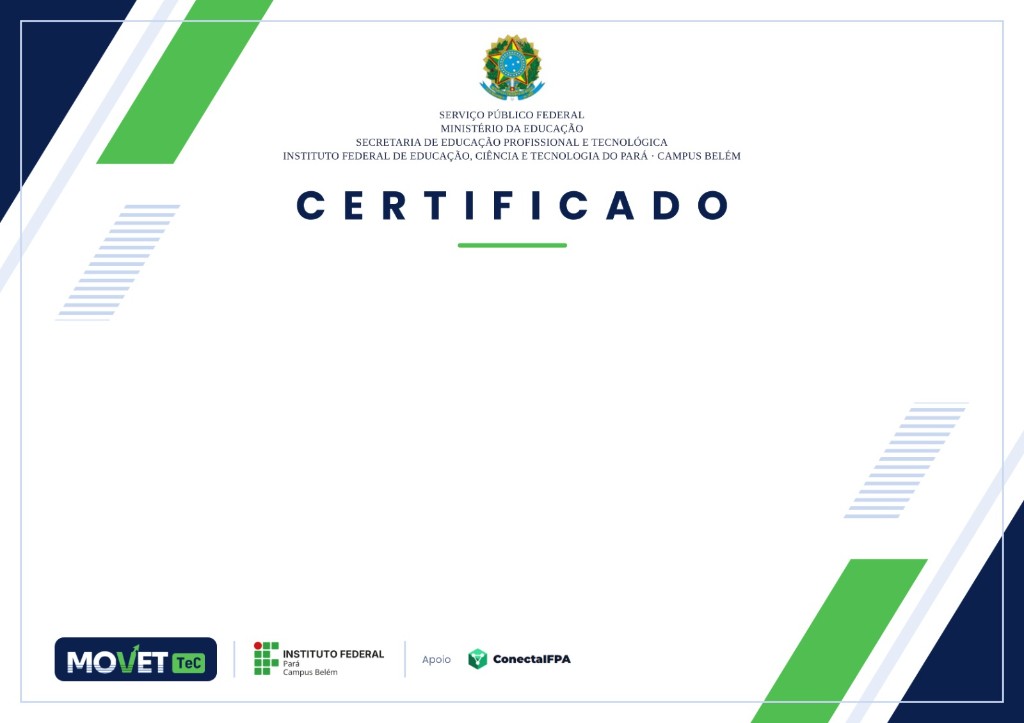 SERVIÇO PÚBLICO FEDERAL
MINISTÉRIO DA EDUCAÇÃO
SECRETARIA DE EDUCAÇÃO PROFISSIONAL E TECNOLÓGICA
INSTITUTO FEDERAL DE EDUCAÇÃO, CIÊNCIA E TECNOLOGIA DO PARÁ · CAMPUS BELÉM
CERTIFICADO
MOVET TeC
INSTITUTO FEDERAL
Pará
Campus Belém
Apoio
ConectaIFPA